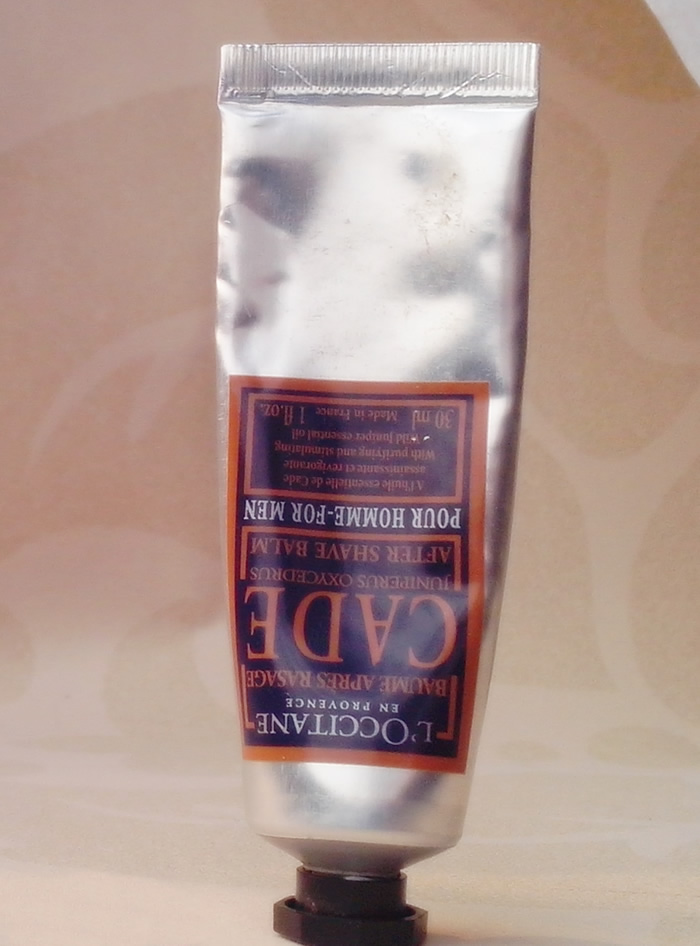 L'OCCITANE
EN PROVENCE
BAUME APRÈS RASAGE
CADE
JUNIPERUS OXYCEDRUS
AFTER SHAVE BALM
POUR HOMME-FOR MEN
A l'huile essentielle de Cade
assainissante et revigorante
With purifying and stimulating
Wild juniper essential oil
30 ml Made in France 1 fl.oz.